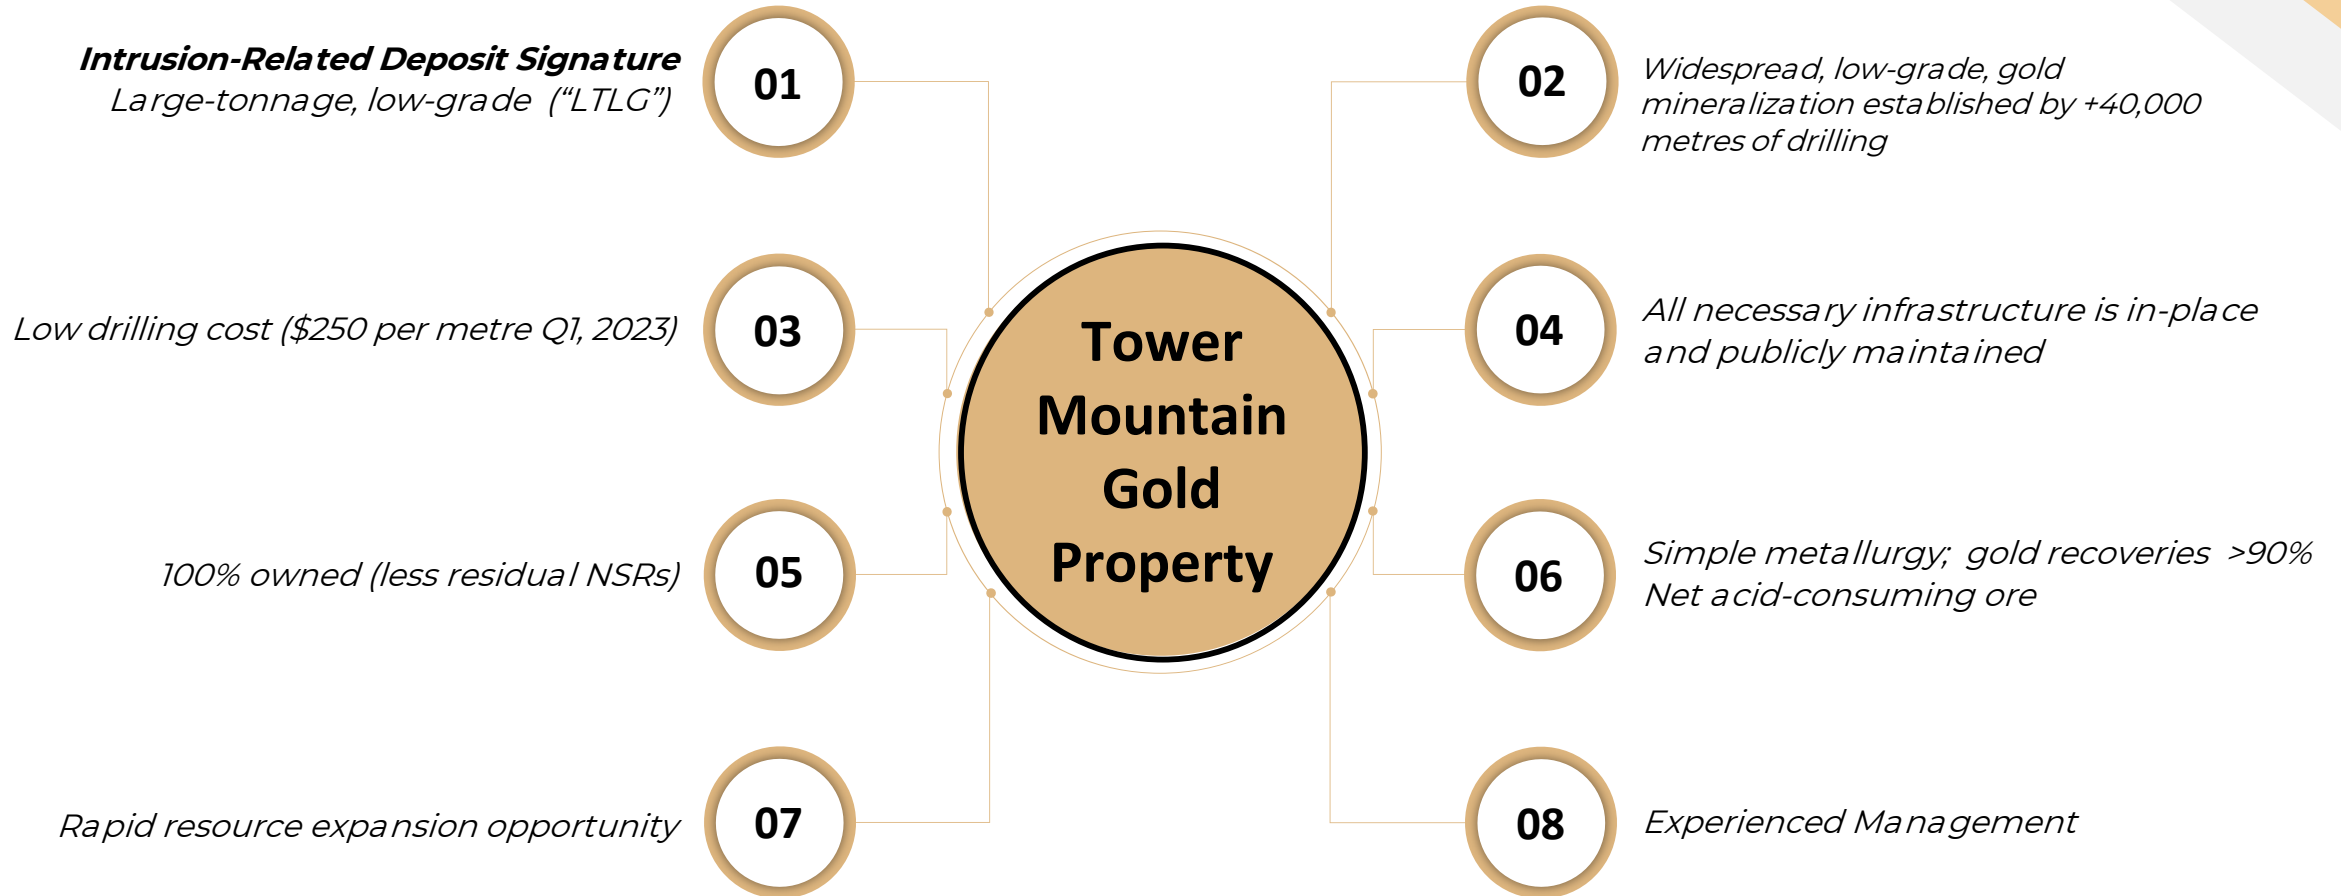 Intrusion-Related Deposit Signature
Large-tonnage, low-grade (“LTLG”)
01
02
Widespread, low-grade, gold
mineralization established by +40,000
metres of drilling
Low drilling cost ($250 per metre Q1, 2023)
03
04
All necessary infrastructure is in-place
and publicly maintained
Tower
Mountain
Gold
Property
100% owned (less residual NSRs)
05
06
Simple metallurgy; gold recoveries >90%
Net acid-consuming ore
Rapid resource expansion opportunity
07
08
Experienced Management